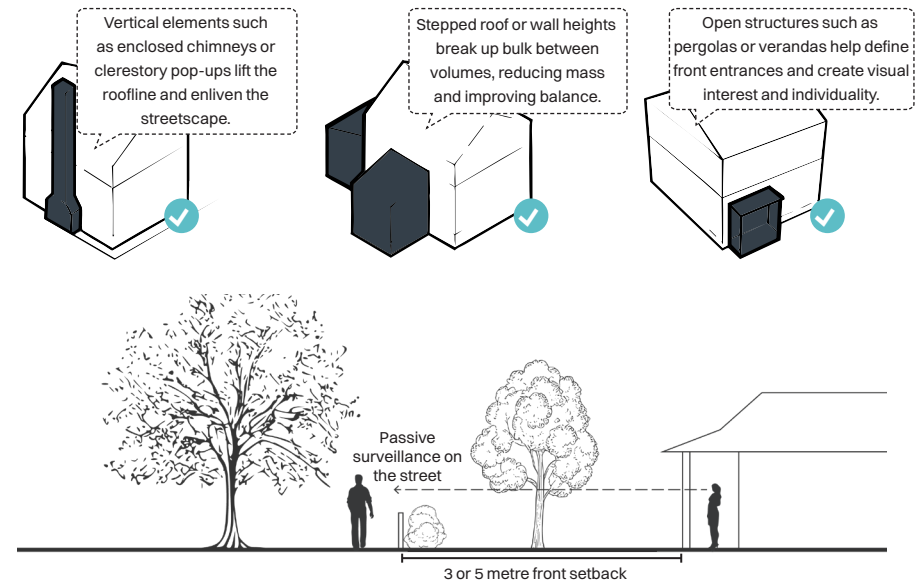 Vertical elements such
as enclosed chimneys or
clerestory pop-ups lift the
roofline and enliven the
streetscape.
Stepped roof or wall heights
break up bulk between
volumes, reducing mass
and improving balance.
Open structures such as
pergolas or verandas help define
front entrances and create visual
interest and individuality.
Passive
surveillance on
the street
3 or 5 metre front setback